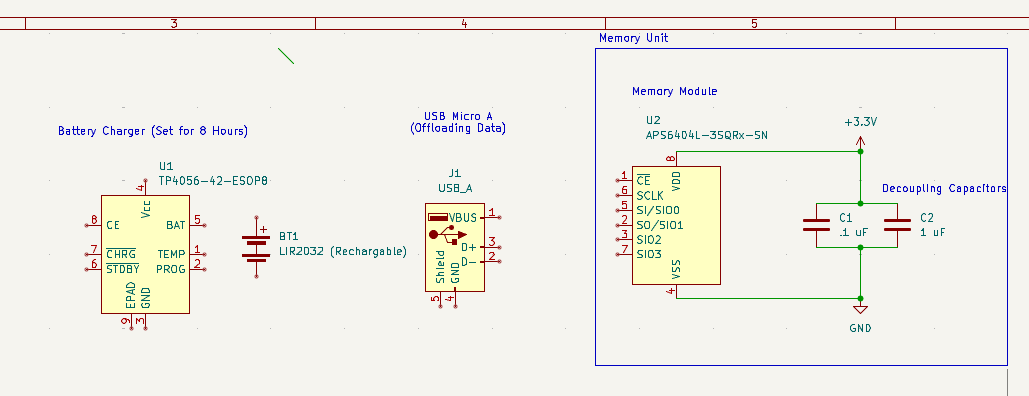 3
4
5
Memory Unit
Battery Charger (Set for 8 Hours)
U1
TP4056-42-ESOP8
4
Vcc
8
CE
BAT
5
7
CHRG
TEMP
1
6
STDBY
PROG
2
EPAD
GND
9
3
BT1
LIR2032 (Rechargable)
+
USB Micro A
(Offloading Data)
J1
USB_A
VBUS
1
D+
3
D-
2
Shield
GND
5
4
Memory Module
U2
APS6404L-3SQRx-SN
8
VDD
1
CE
6
SCLK
5
SI/SIO0
2
SO/SIO1
3
SIO2
7
SIO3
VSS
4
+3.3V
Decoupling Capacitors
C1
.1 uF
C2
1 uF
GND